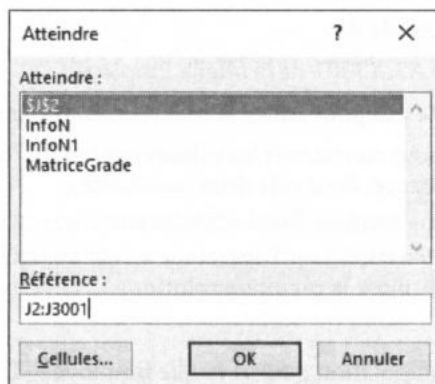 Atteindre ? ×
Atteindre :
$J$2
InfoN
InfoN1
MatriceGrade
Référence :
J2:J3001
Cellules... OK Annuler